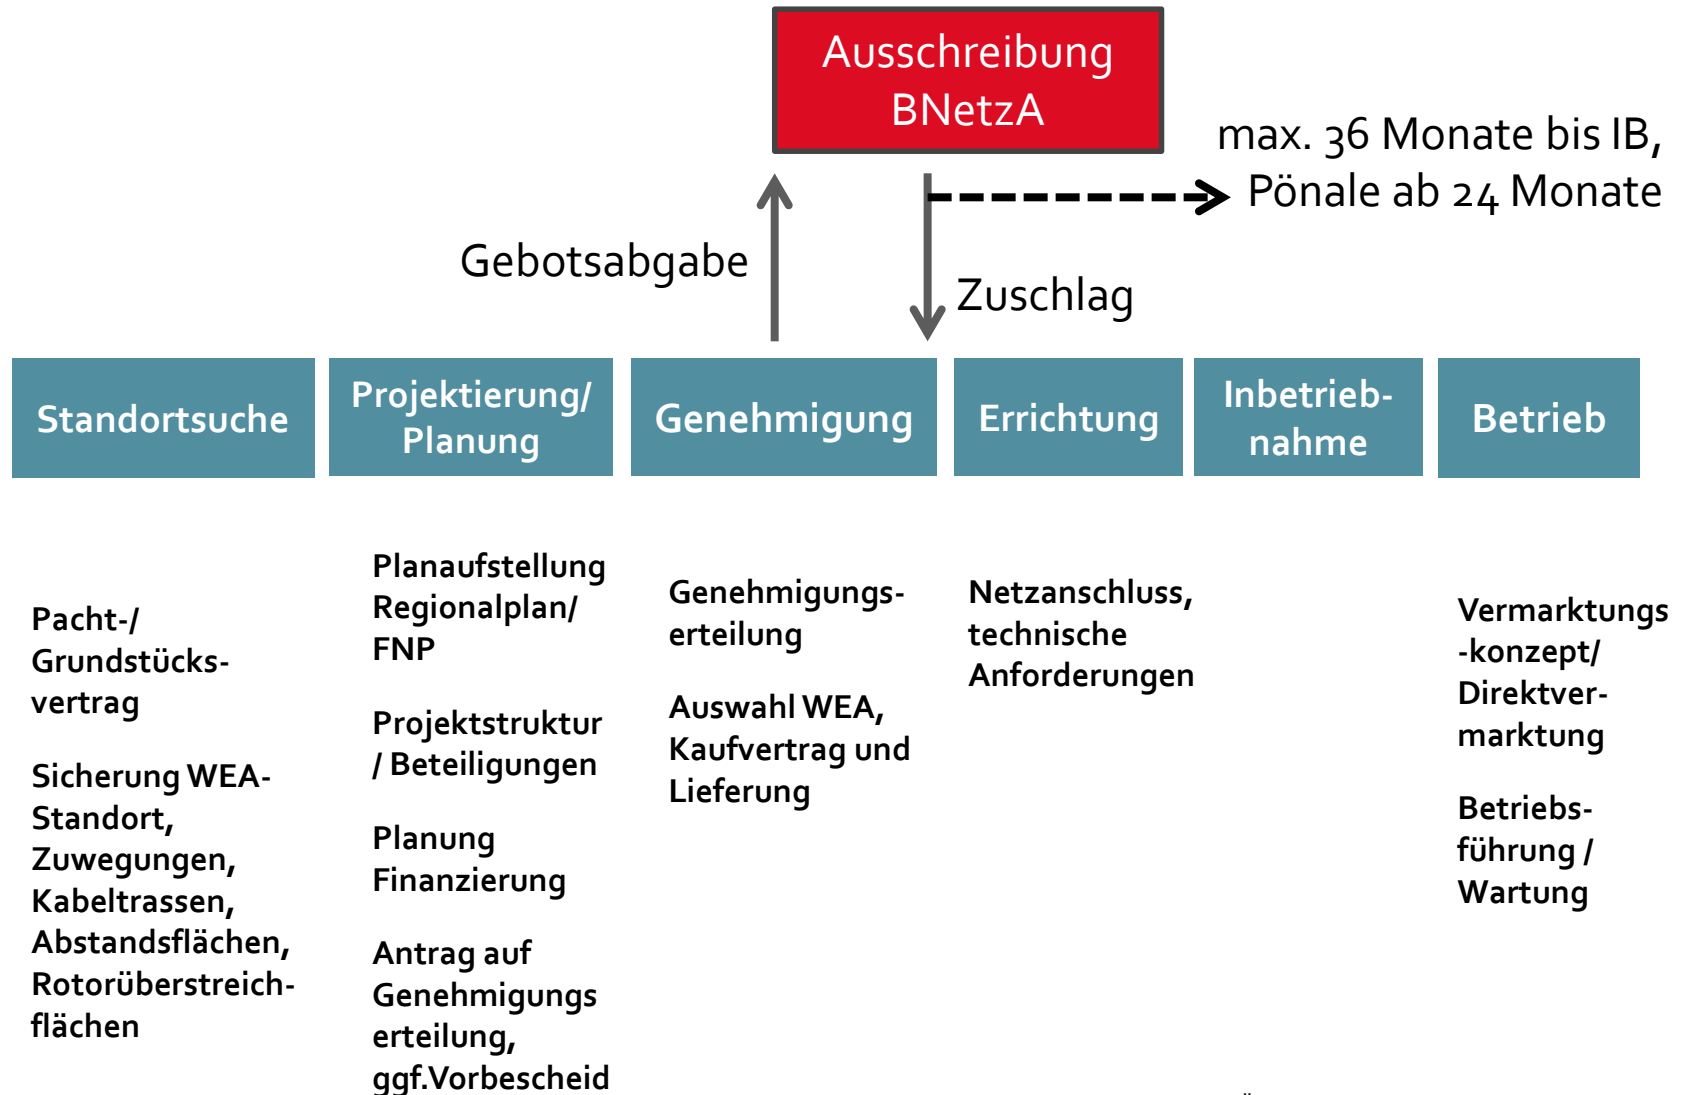 Ausschreibung
BNetzA
max. 36 Monate bis IB,
Pönale ab 24 Monate
Gebotsabgabe
Zuschlag
Standortsuche
Projektierung/
Planung
Genehmigung
Errichtung
Inbetrieb-
nahme
Betrieb
Pacht-/
Grundstücks-
vertrag
Sicherung WEA-
Standort,
Zuwegungen,
Kabeltrassen,
Abstandsflächen,
Rotorüberstreich-
flächen
Planaufstellung
Regionalplan/
FNP
Projektstruktur
/ Beteiligungen
Planung
Finanzierung
Antrag auf
Genehmigungs
erteilung,
ggf.Vorbescheid
Genehmigungs-
erteilung
Auswahl WEA,
Kaufvertrag und
Lieferung
Netzanschluss,
technische
Anforderungen
Vermarktungs
-konzept/
Direktver-
marktung
Betriebs-
führung /
Wartung